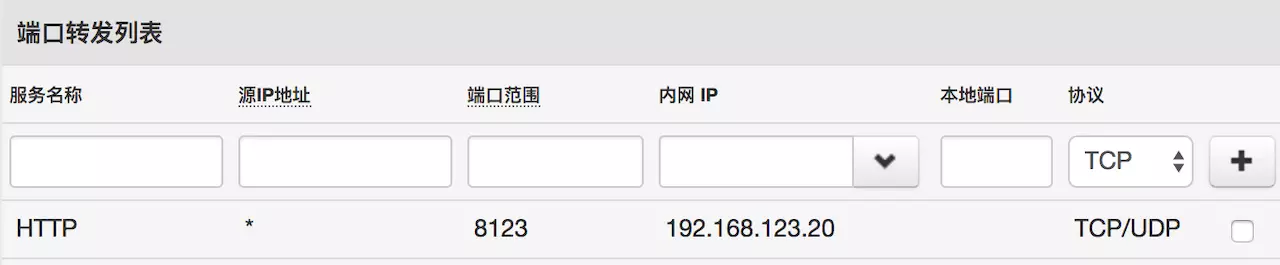 端口转发列表
服务名称 源IP地址 端口范围 内网 IP 本地端口 协议
TCP
HTTP * 8123 192.168.123.20 TCP/UDP